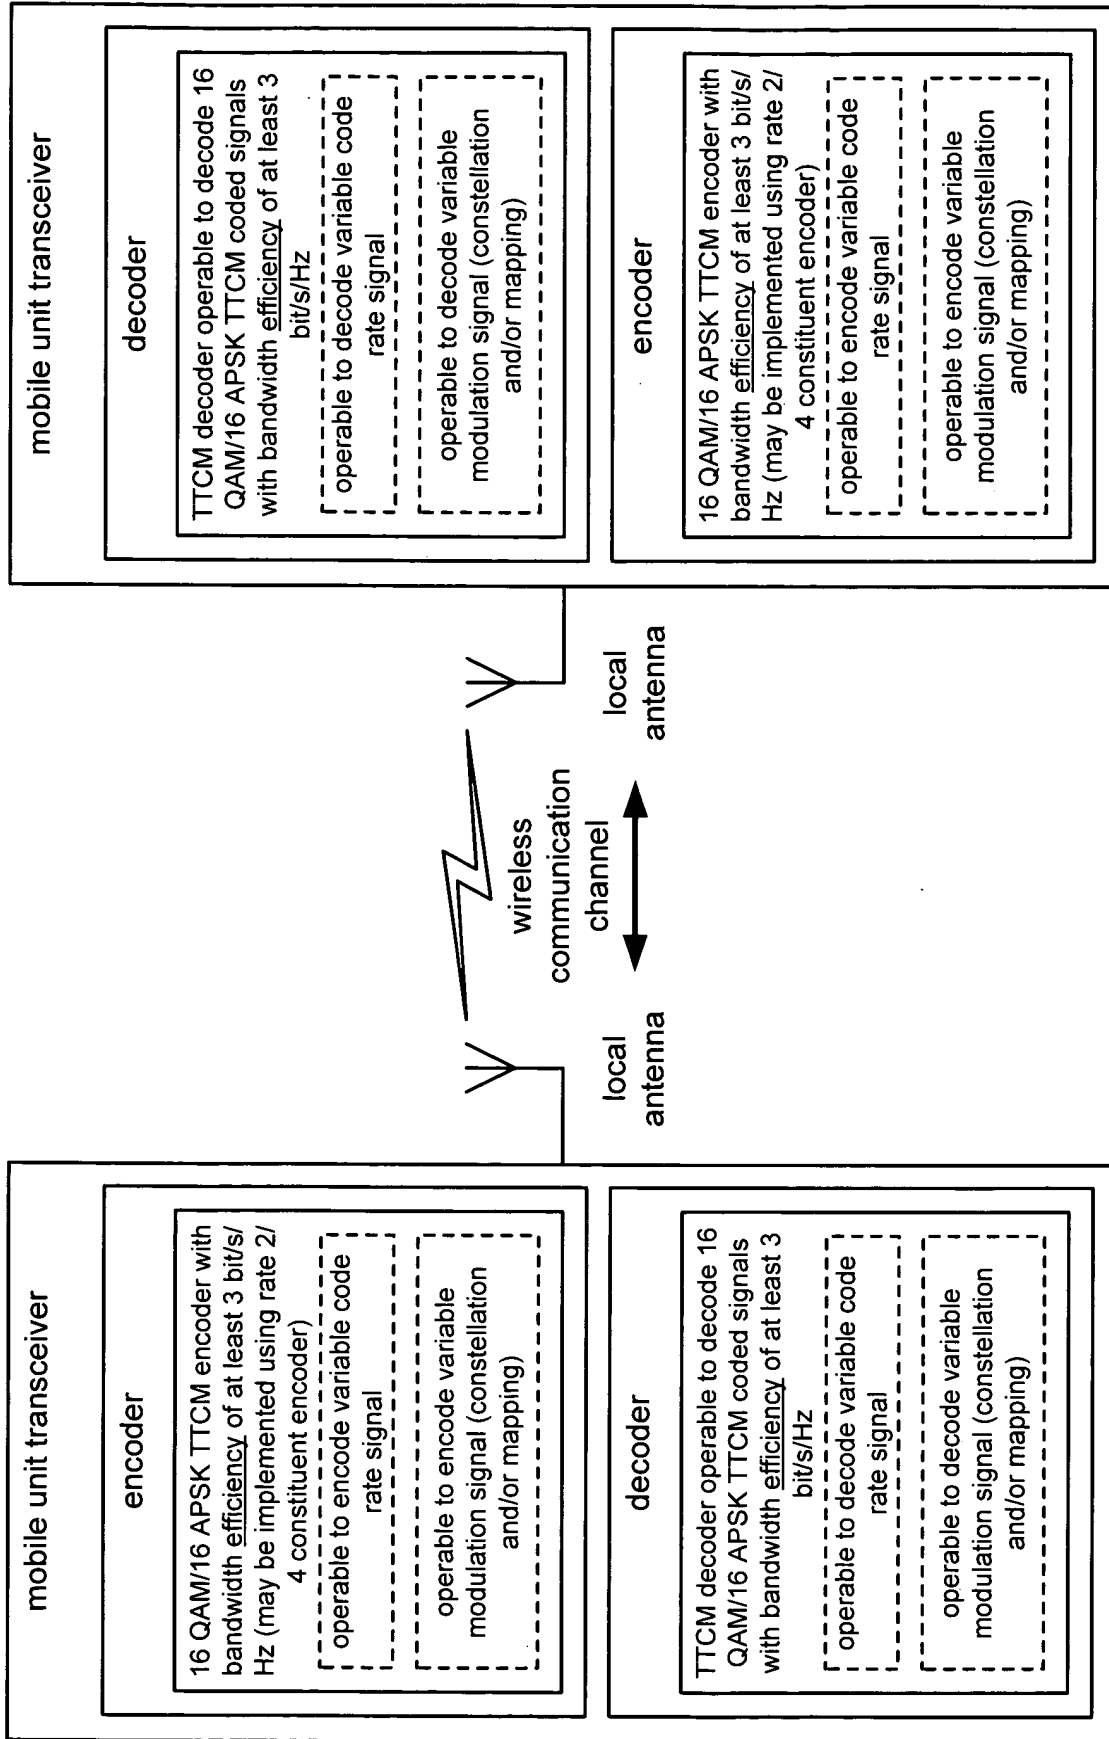 mobile unit transceiver
encoder
16 QAM/16 APSK TTCM encoder with
bandwidth efficiency of at least 3 bit/s/
Hz (may be implemented using rate 2/
4 constituent encoder)
operable to encode variable code
rate signal
operable to encode variable
modulation signal (constellation
and/or mapping)
decoder
TTCM decoder operable to decode 16
QAM/16 APSK TTCM coded signals
with bandwidth efficiency of at least 3
bit/s/Hz
operable to decode variable code
rate signal
operable to decode variable
modulation signal (constellation
and/or mapping)
local
antenna
wireless
communication
channel
local
antenna
mobile unit transceiver
decoder
TTCM decoder operable to decode 16
QAM/16 APSK TTCM coded signals
with bandwidth efficiency of at least 3
bit/s/Hz
operable to decode variable code
rate signal
operable to decode variable
modulation signal (constellation
and/or mapping)
encoder
16 QAM/16 APSK TTCM encoder with
bandwidth efficiency of at least 3 bit/s/
Hz (may be implemented using rate 2/
4 constituent encoder)
operable to encode variable code
rate signal
operable to encode variable
modulation signal (constellation
and/or mapping)